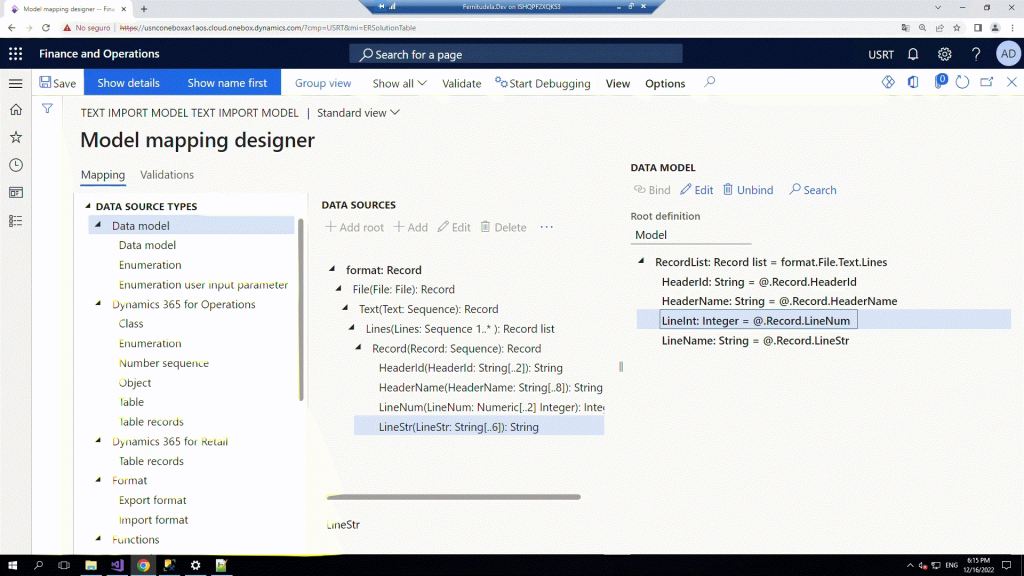 Fernitudela.Dev on ISHQPFZXQKS3
Model mapping designer -- Finan
No seguro
https://usnconeboxax1aos.cloud.onebox.dynamics.com/?cmp=USRT&mi=ERSolutionTable
Finance and Operations
Search for a page
USRT
AD
Save
Show details
Show name first
Group view
Show all
Validate
Start Debugging
View
Options
0
TEXT IMPORT MODEL TEXT IMPORT MODEL | Standard view
Model mapping designer
Mapping
Validations
DATA SOURCE TYPES
Data model
Data model
Enumeration
Enumeration user input parameter
Dynamics 365 for Operations
Class
Enumeration
Number sequence
Object
Table
Table records
Dynamics 365 for Retail
Table records
Format
Export format
Import format
Functions
DATA SOURCES
Add root
Add
Edit
Delete
...
format: Record
File(File: File): Record
Text(Text: Sequence): Record
Lines(Lines: Sequence 1..* ): Record list
Record(Record: Sequence): Record
HeaderId(HeaderId: String[..2]): String
HeaderName(HeaderName: String[..8]): String
LineNum(LineNum: Numeric[..2] Integer): Inte
LineStr(LineStr: String[..6]): String
LineStr
DATA MODEL
Bind
Edit
Unbind
Search
Root definition
Model
RecordList: Record list = format.File.Text.Lines
HeaderId: String = @.Record.HeaderId
HeaderName: String = @.Record.HeaderName
LineInt: Integer = @.Record.LineNum
LineName: String = @.Record.LineStr
ENG
6:15 PM
12/16/2022